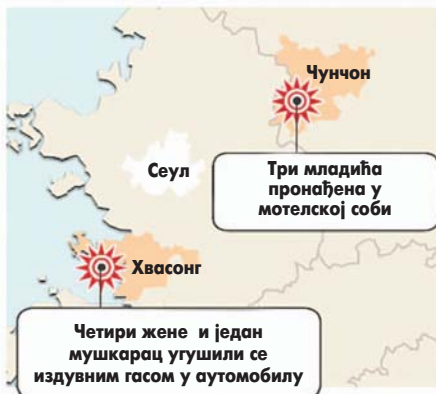 Чунчон
Три младића
пронађена у
мотелској соби
Сеул
Хвасонг
Четири жене и један
мушкарац угушили се
издувним гасом у аутомобилу